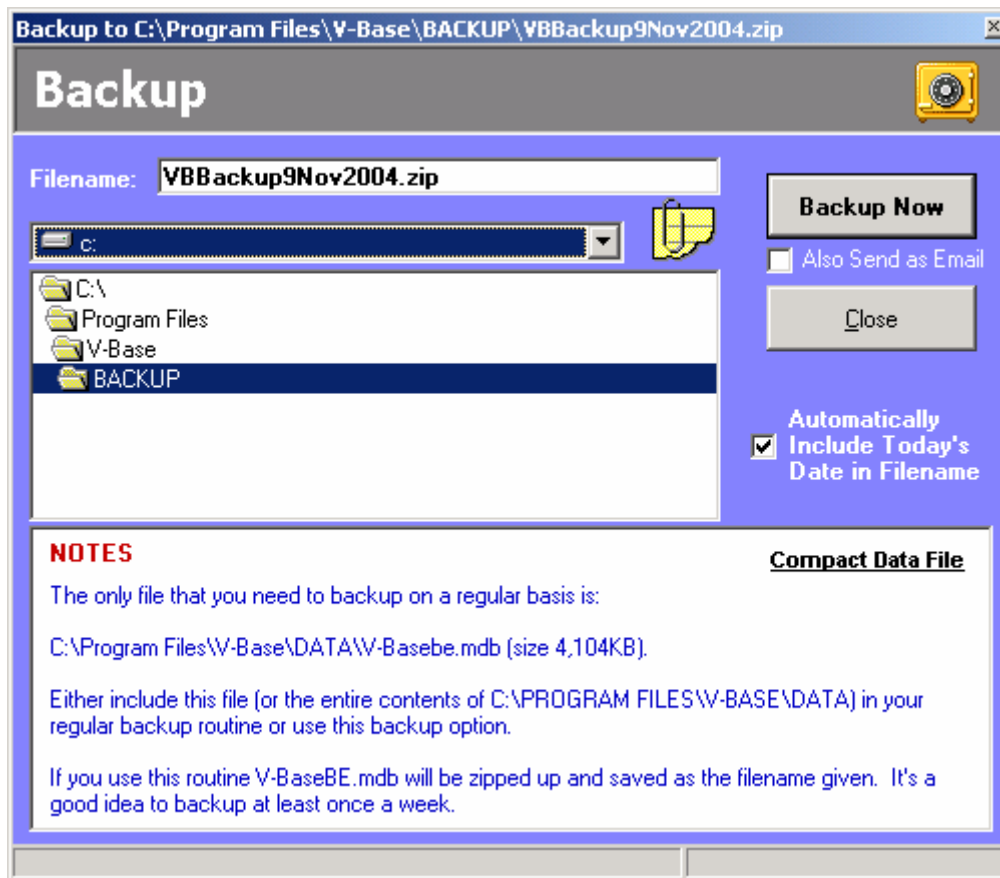 Backup to C:\Program Files\V-Base\BACKUP\VBBackup9Nov2004.zip
Backup
Filename: VBBackup9Nov2004.zip
Backup Now
c:
Also Send as Email
C:\
Program Files
V-Base
BACKUP
Close
Automatically
Include Today's
Date in Filename
NOTES
Compact Data File
The only file that you need to backup on a regular basis is:
C:\Program Files\V-Base\DATA\V-Basebe.mdb (size 4,104KB).
Either include this file (or the entire contents of C:\PROGRAM FILES\V-BASE\DATA) in your
regular backup routine or use this backup option.
If you use this routine V-BaseBE.mdb will be zipped up and saved as the filename given.  It's a
good idea to backup at least once a week.